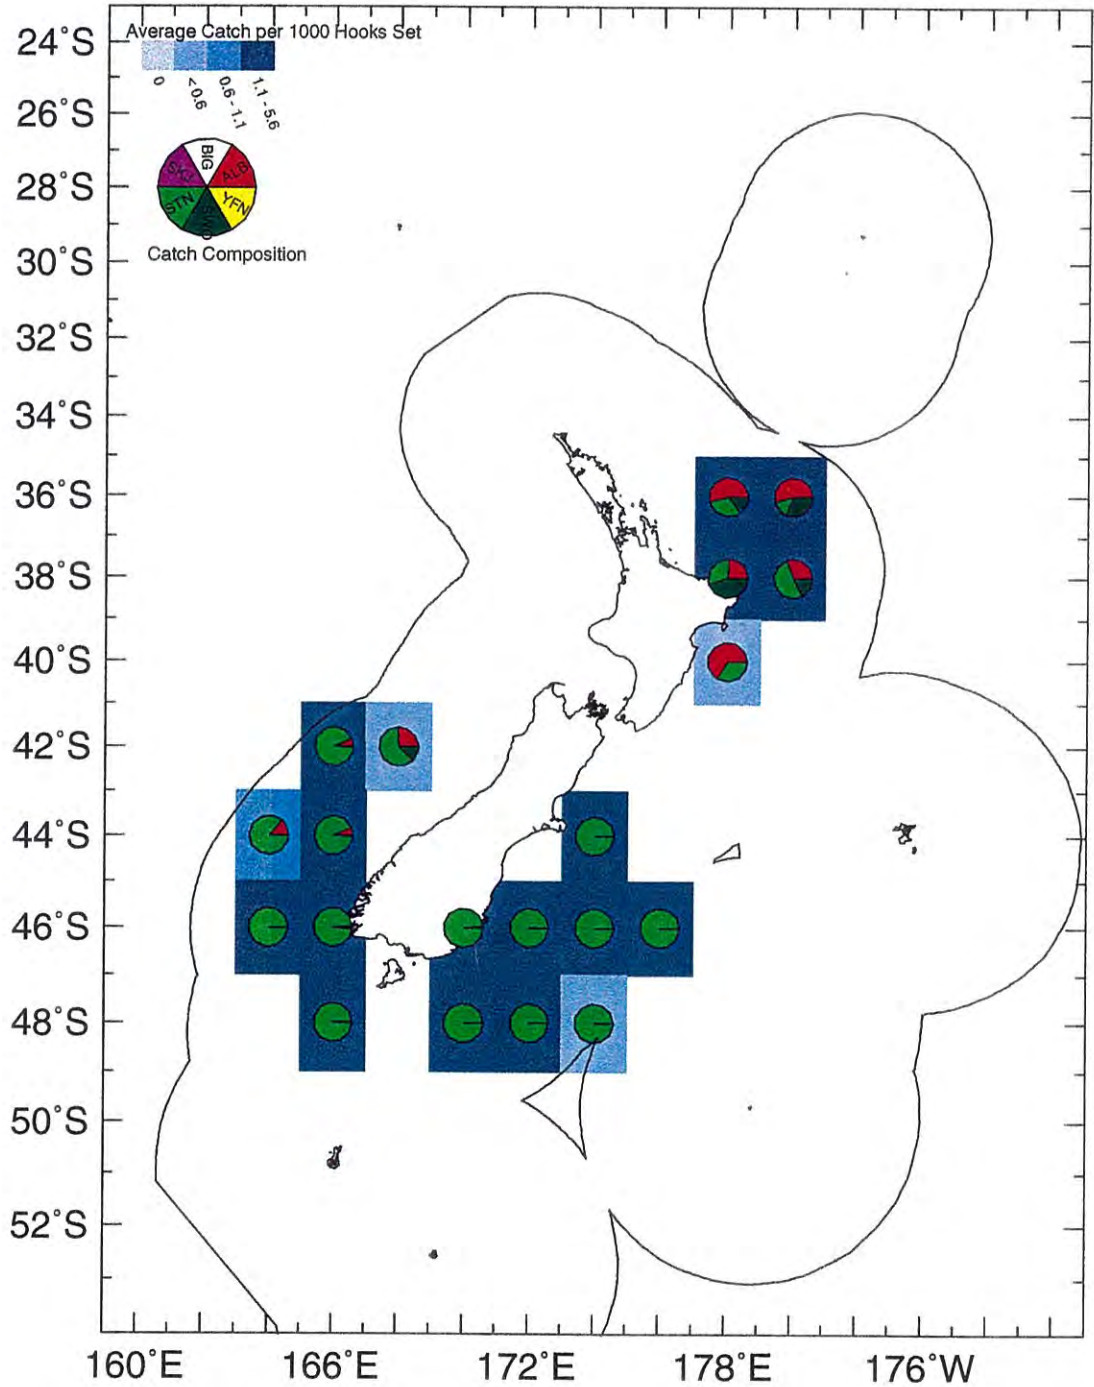 Average Catch per 1000 Hooks Set
0
<0.6
0.6 - 1.1
1.1 - 5.6
BIG
ALB
YFN
SWO
STN
SKJ
Catch Composition
24°S
26°S
28°S
30°S
32°S
34°S
36°S
38°S
40°S
42°S
44°S
46°S
48°S
50°S
52°S
160°E 166°E 172°E 178°E 176°W